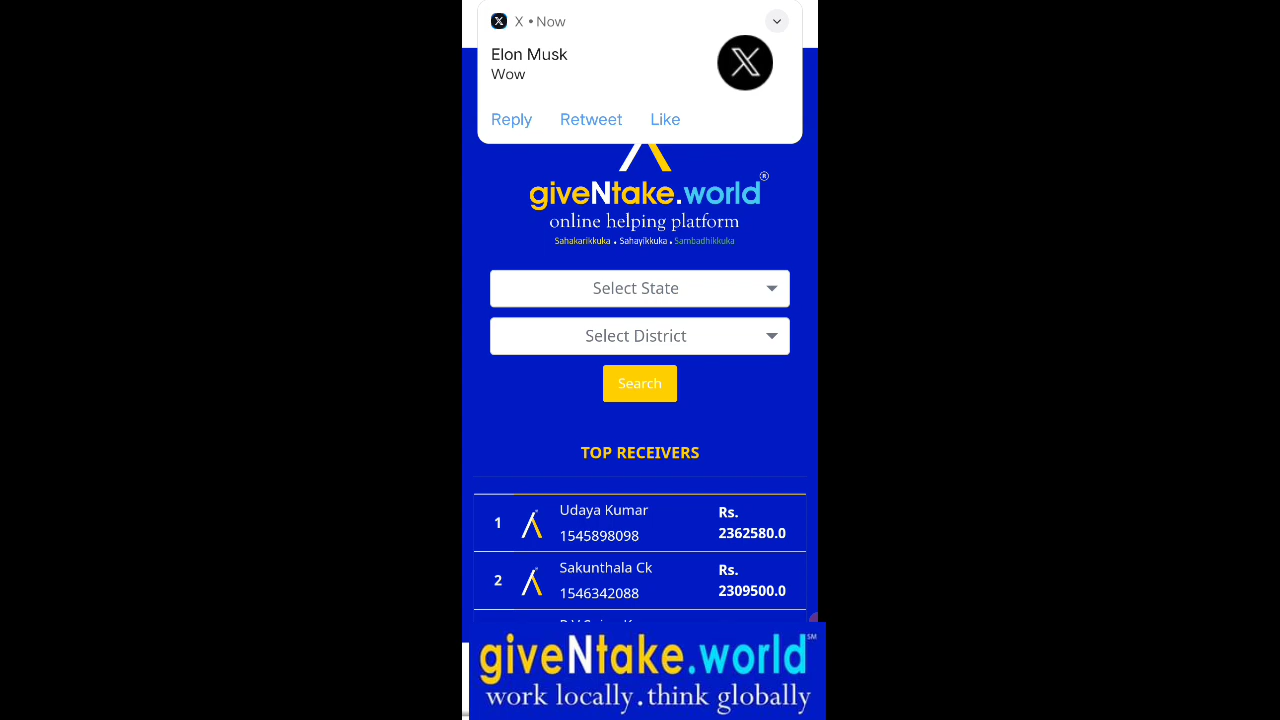 X • Now
Elon Musk
Wow
Reply Retweet Like
giveNtake.world ®
online helping platform
Sahakarikkuka . Sahayikkuka . Sambadhikkuka
Select State
Select District
Search
TOP RECEIVERS
1 Udaya Kumar 1545898098 Rs. 2362580.0
2 Sakunthala Ck 1546342088 Rs. 2309500.0
giveNtake.world SM
work locally.think globally